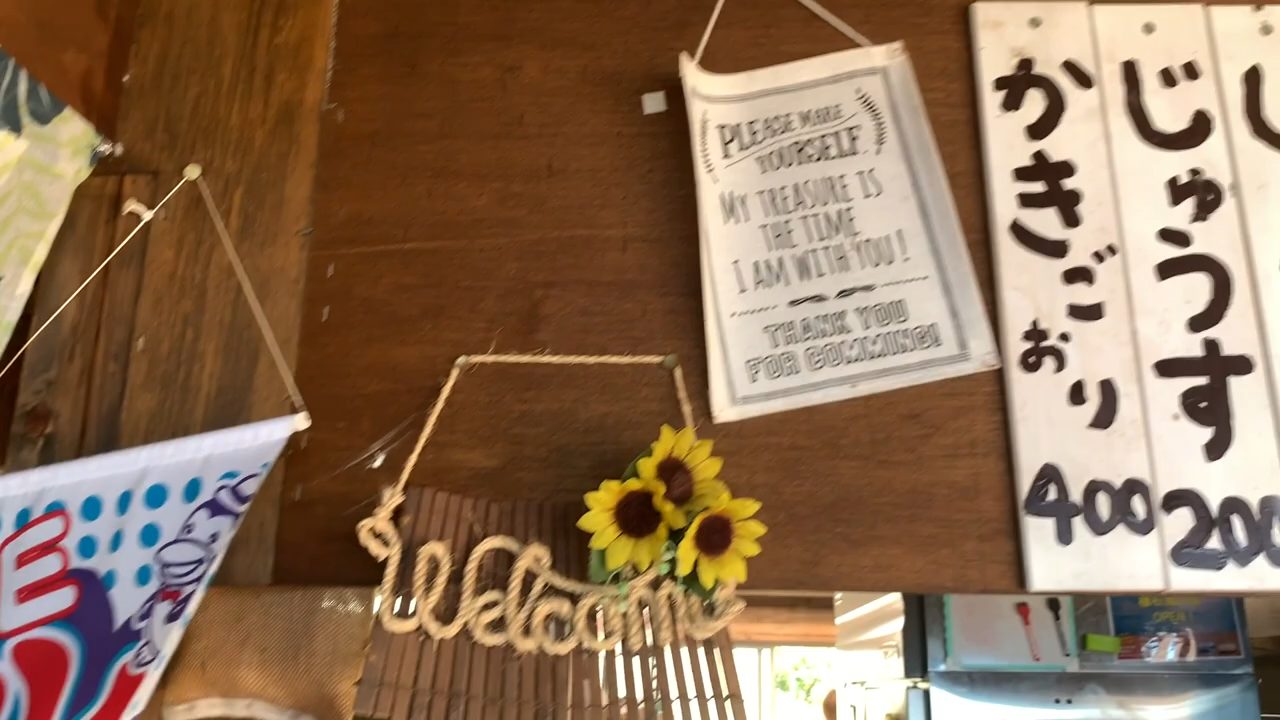 PLEASE MAKE
YOURSELF.
MY TREASURE IS
THE TIME
I AM WITH YOU!
THANK YOU
FOR COMMING!
Welcome
かきごおり
400
じゅうす
200
OPEN!